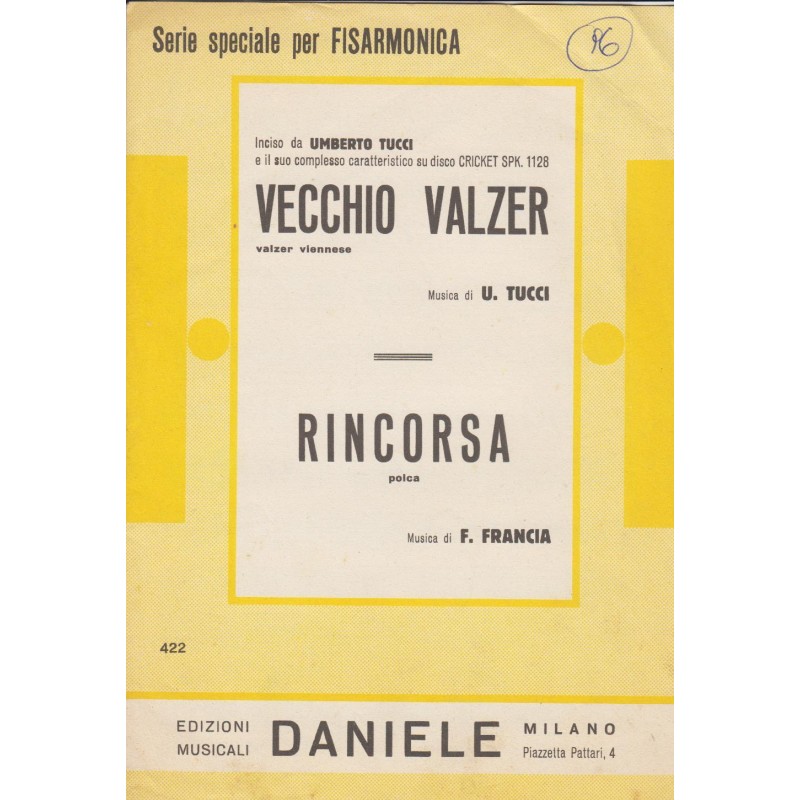 Serie speciale per FISARMONICA
96
Inciso da UMBERTO TUCCI
e il suo complesso caratteristico su disco CRICKET SPK. 1128
VECCHIO VALZER
valzer viennese
Musica di U. TUCCI
RINCORSA
polca
Musica di F. FRANCIA
422
EDIZIONI MUSICALI
DANIELE
MILANO
Piazzetta Pattari, 4